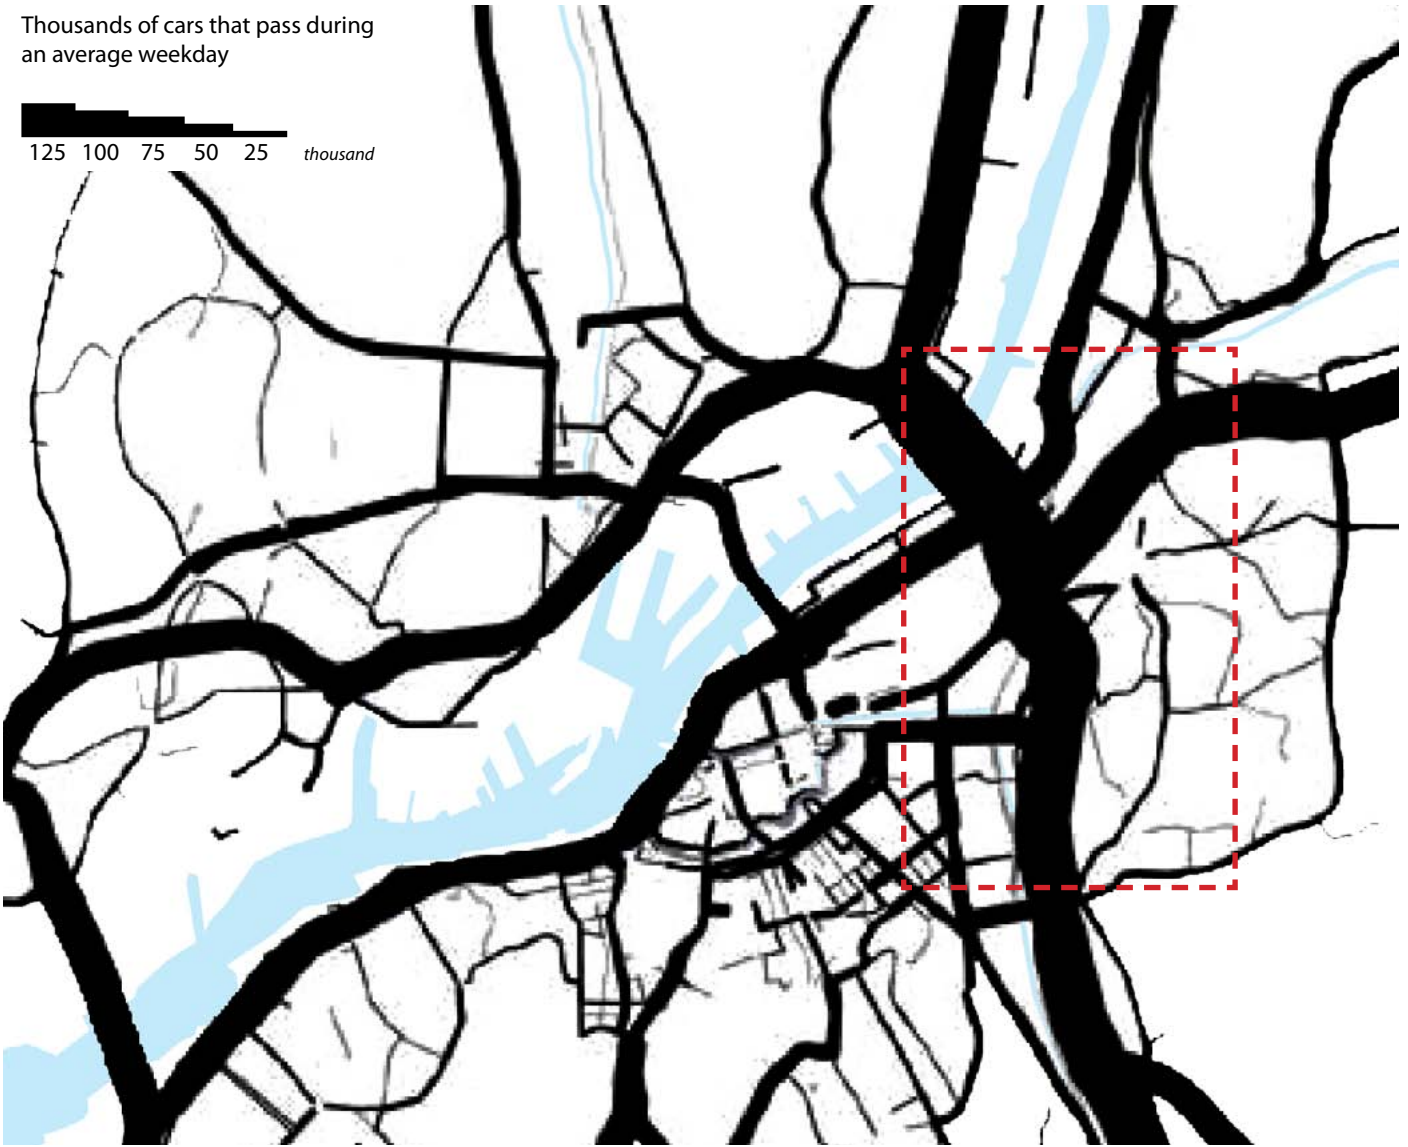 Thousands of cars that pass during
an average weekday
125 100 75 50 25 thousand